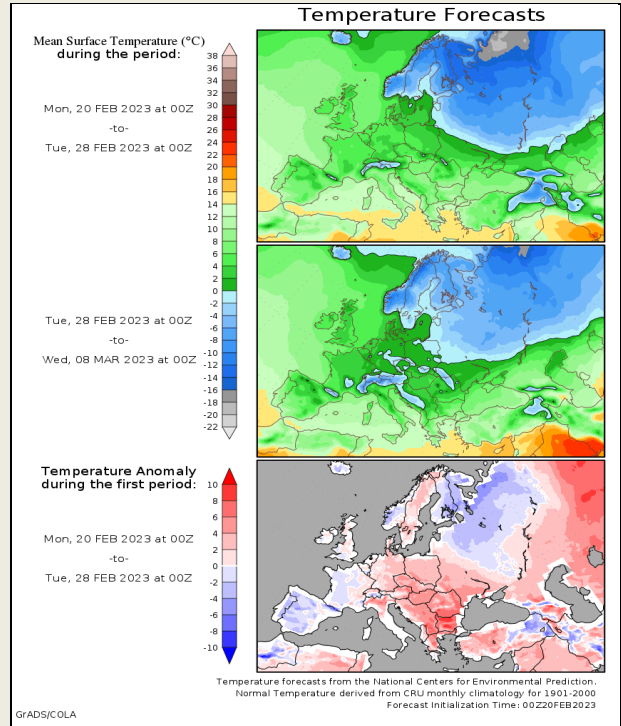 Temperature Forecasts
Mean Surface Temperature (°C)
during the period:
Mon, 20 FEB 2023 at 00Z
-to-
Tue, 28 FEB 2023 at 00Z
38
36
34
32
30
28
26
24
22
20
18
16
14
12
10
8
6
4
2
0
-2
-4
-6
-8
-10
-12
-14
-16
-18
-20
-22
Tue, 28 FEB 2023 at 00Z
-to-
Wed, 08 MAR 2023 at 00Z
Temperature Anomaly
during the first period:
Mon, 20 FEB 2023 at 00Z
-to-
Tue, 28 FEB 2023 at 00Z
10
8
6
4
2
0
-2
-4
-6
-8
-10
Temperature forecasts from the National Centers for Environmental Prediction.
Normal Temperature derived from CRU monthly climatology for 1901-2000
Forecast Initialization Time: 00Z20FEB2023
GrADS/COLA